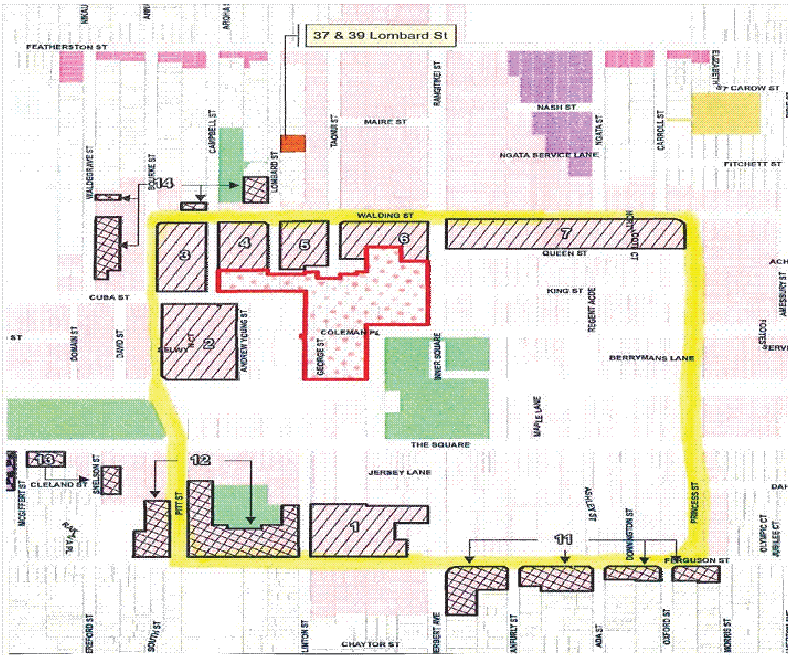 37 & 39 Lombard St
FEATHERSTON ST
CAMPBELL ST
LOMBARD ST
TAONUI ST
RANGITIKEI ST
MAIRE ST
NASH ST
NGATA ST
NGATA SERVICE LANE
CARROLL ST
CAROW ST
FITCHETT ST
WALDEGRAVE ST
BOURKE ST
14
WALDING ST
3
4
5
6
7
QUEEN ST
CUBA ST
KING ST
REGENT ACDE
DOMAIN ST
DAVID ST
2
ANDREW YOUNG ST
GEORGE ST
COLEMAN PL
INNER SQUARE
BERRYMANS LANE
AMESBURY ST
MAPLE LANE
THE SQUARE
JERSEY LANE
13
CLELAND ST
SNELSON ST
12
PITT ST
1
11
ASHLEY ST
DONNINGTON ST
PRINCESS ST
OLYMPIC CT
JUBILEE CT
FERGUSON ST
SOUTH ST
LINTON ST
CHAYTOR ST
ADA ST
OXFORD ST
MORRIS ST